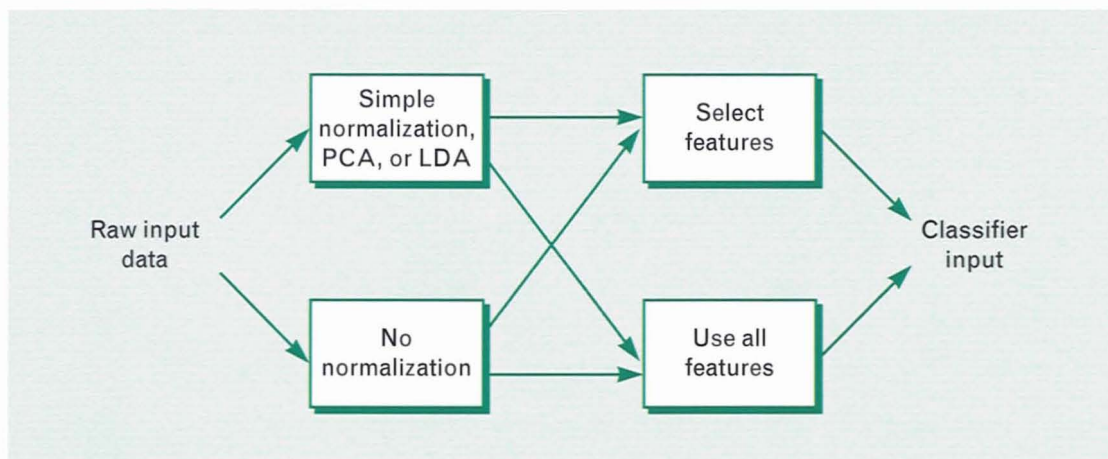 Simple
normalization,
PCA, or LDA
Select
features
Raw input
data
Classifier
input
No
normalization
Use all
features